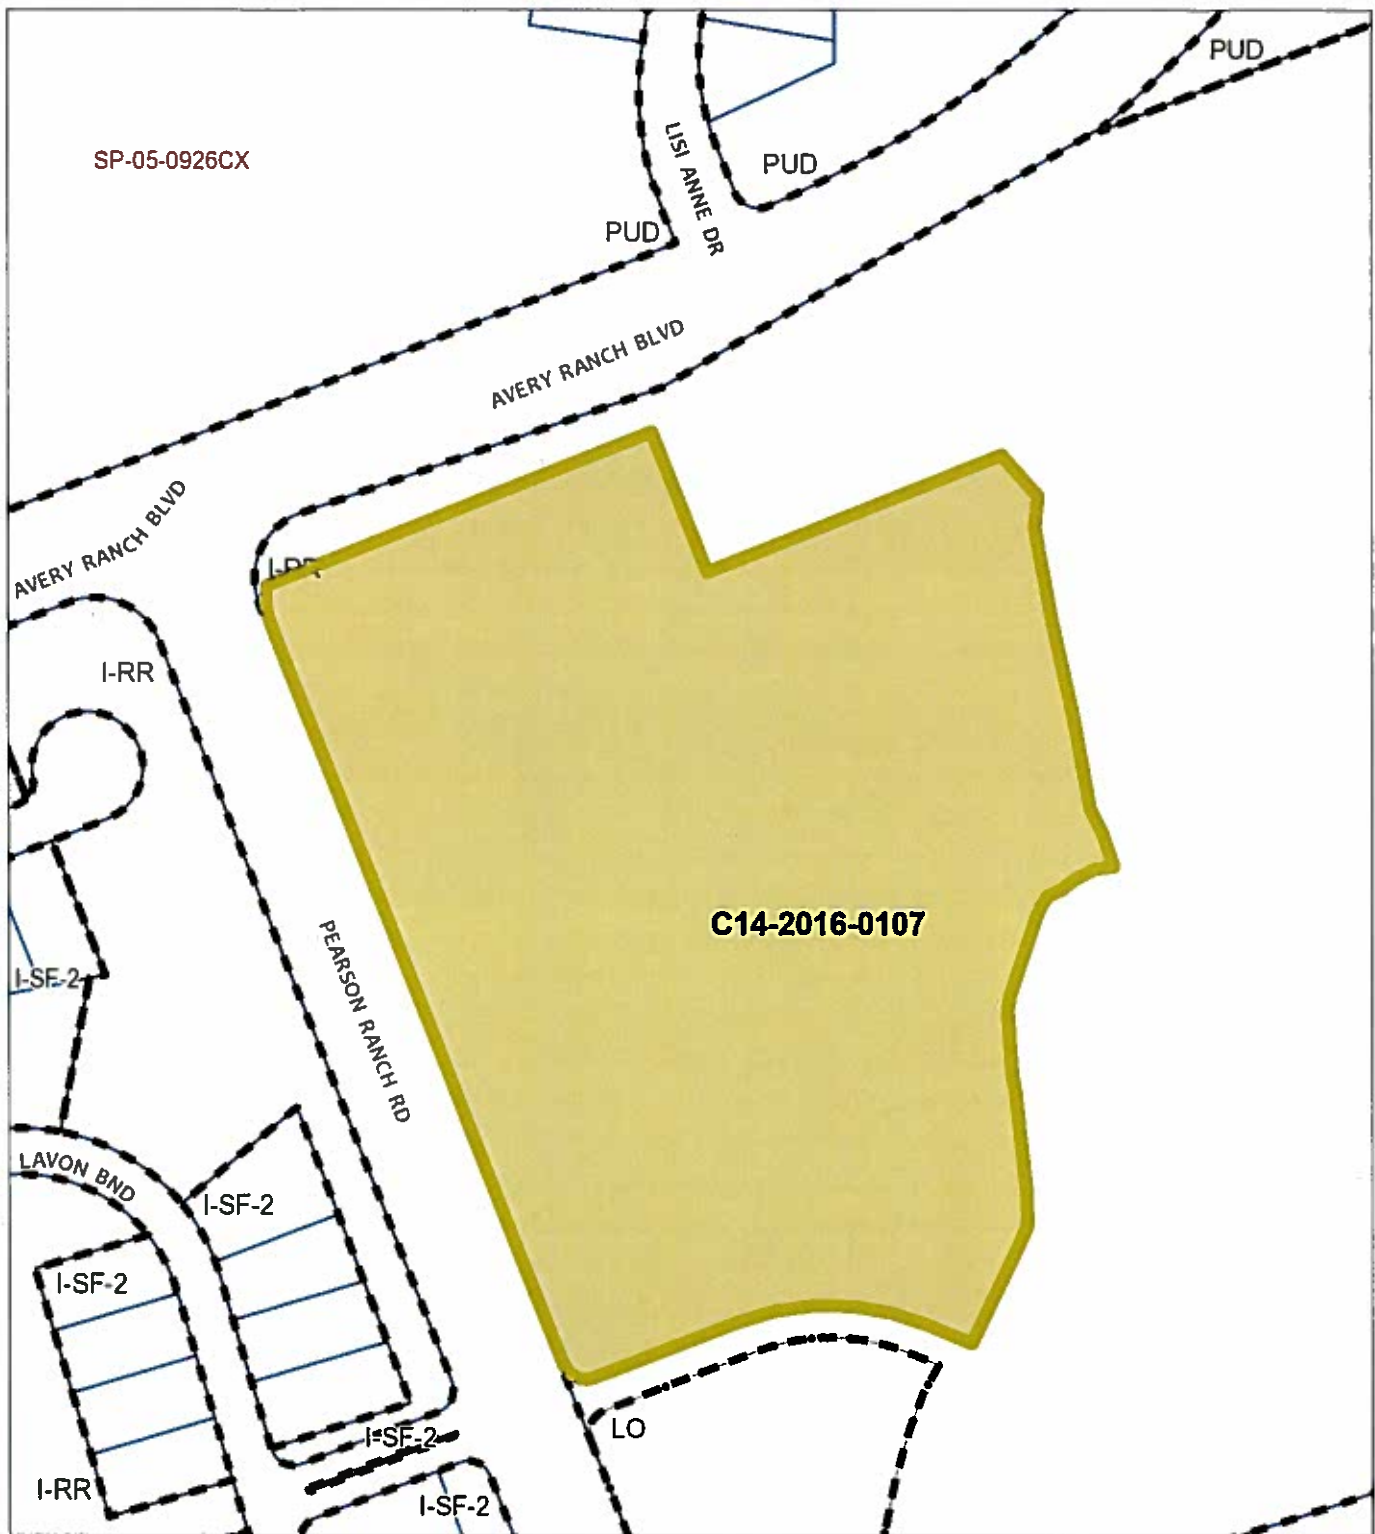 PUD
SP-05-0926CX
LISI ANNE DR
PUD
PUD
AVERY RANCH BLVD
AVERY RANCH BLVD
I-RR
I-RR
C14-2016-0107
I-SF-2
PEARSON RANCH RD
LAVON BND
I-SF-2
I-SF-2
LO
I-SF-2
I-RR
I-SF-2